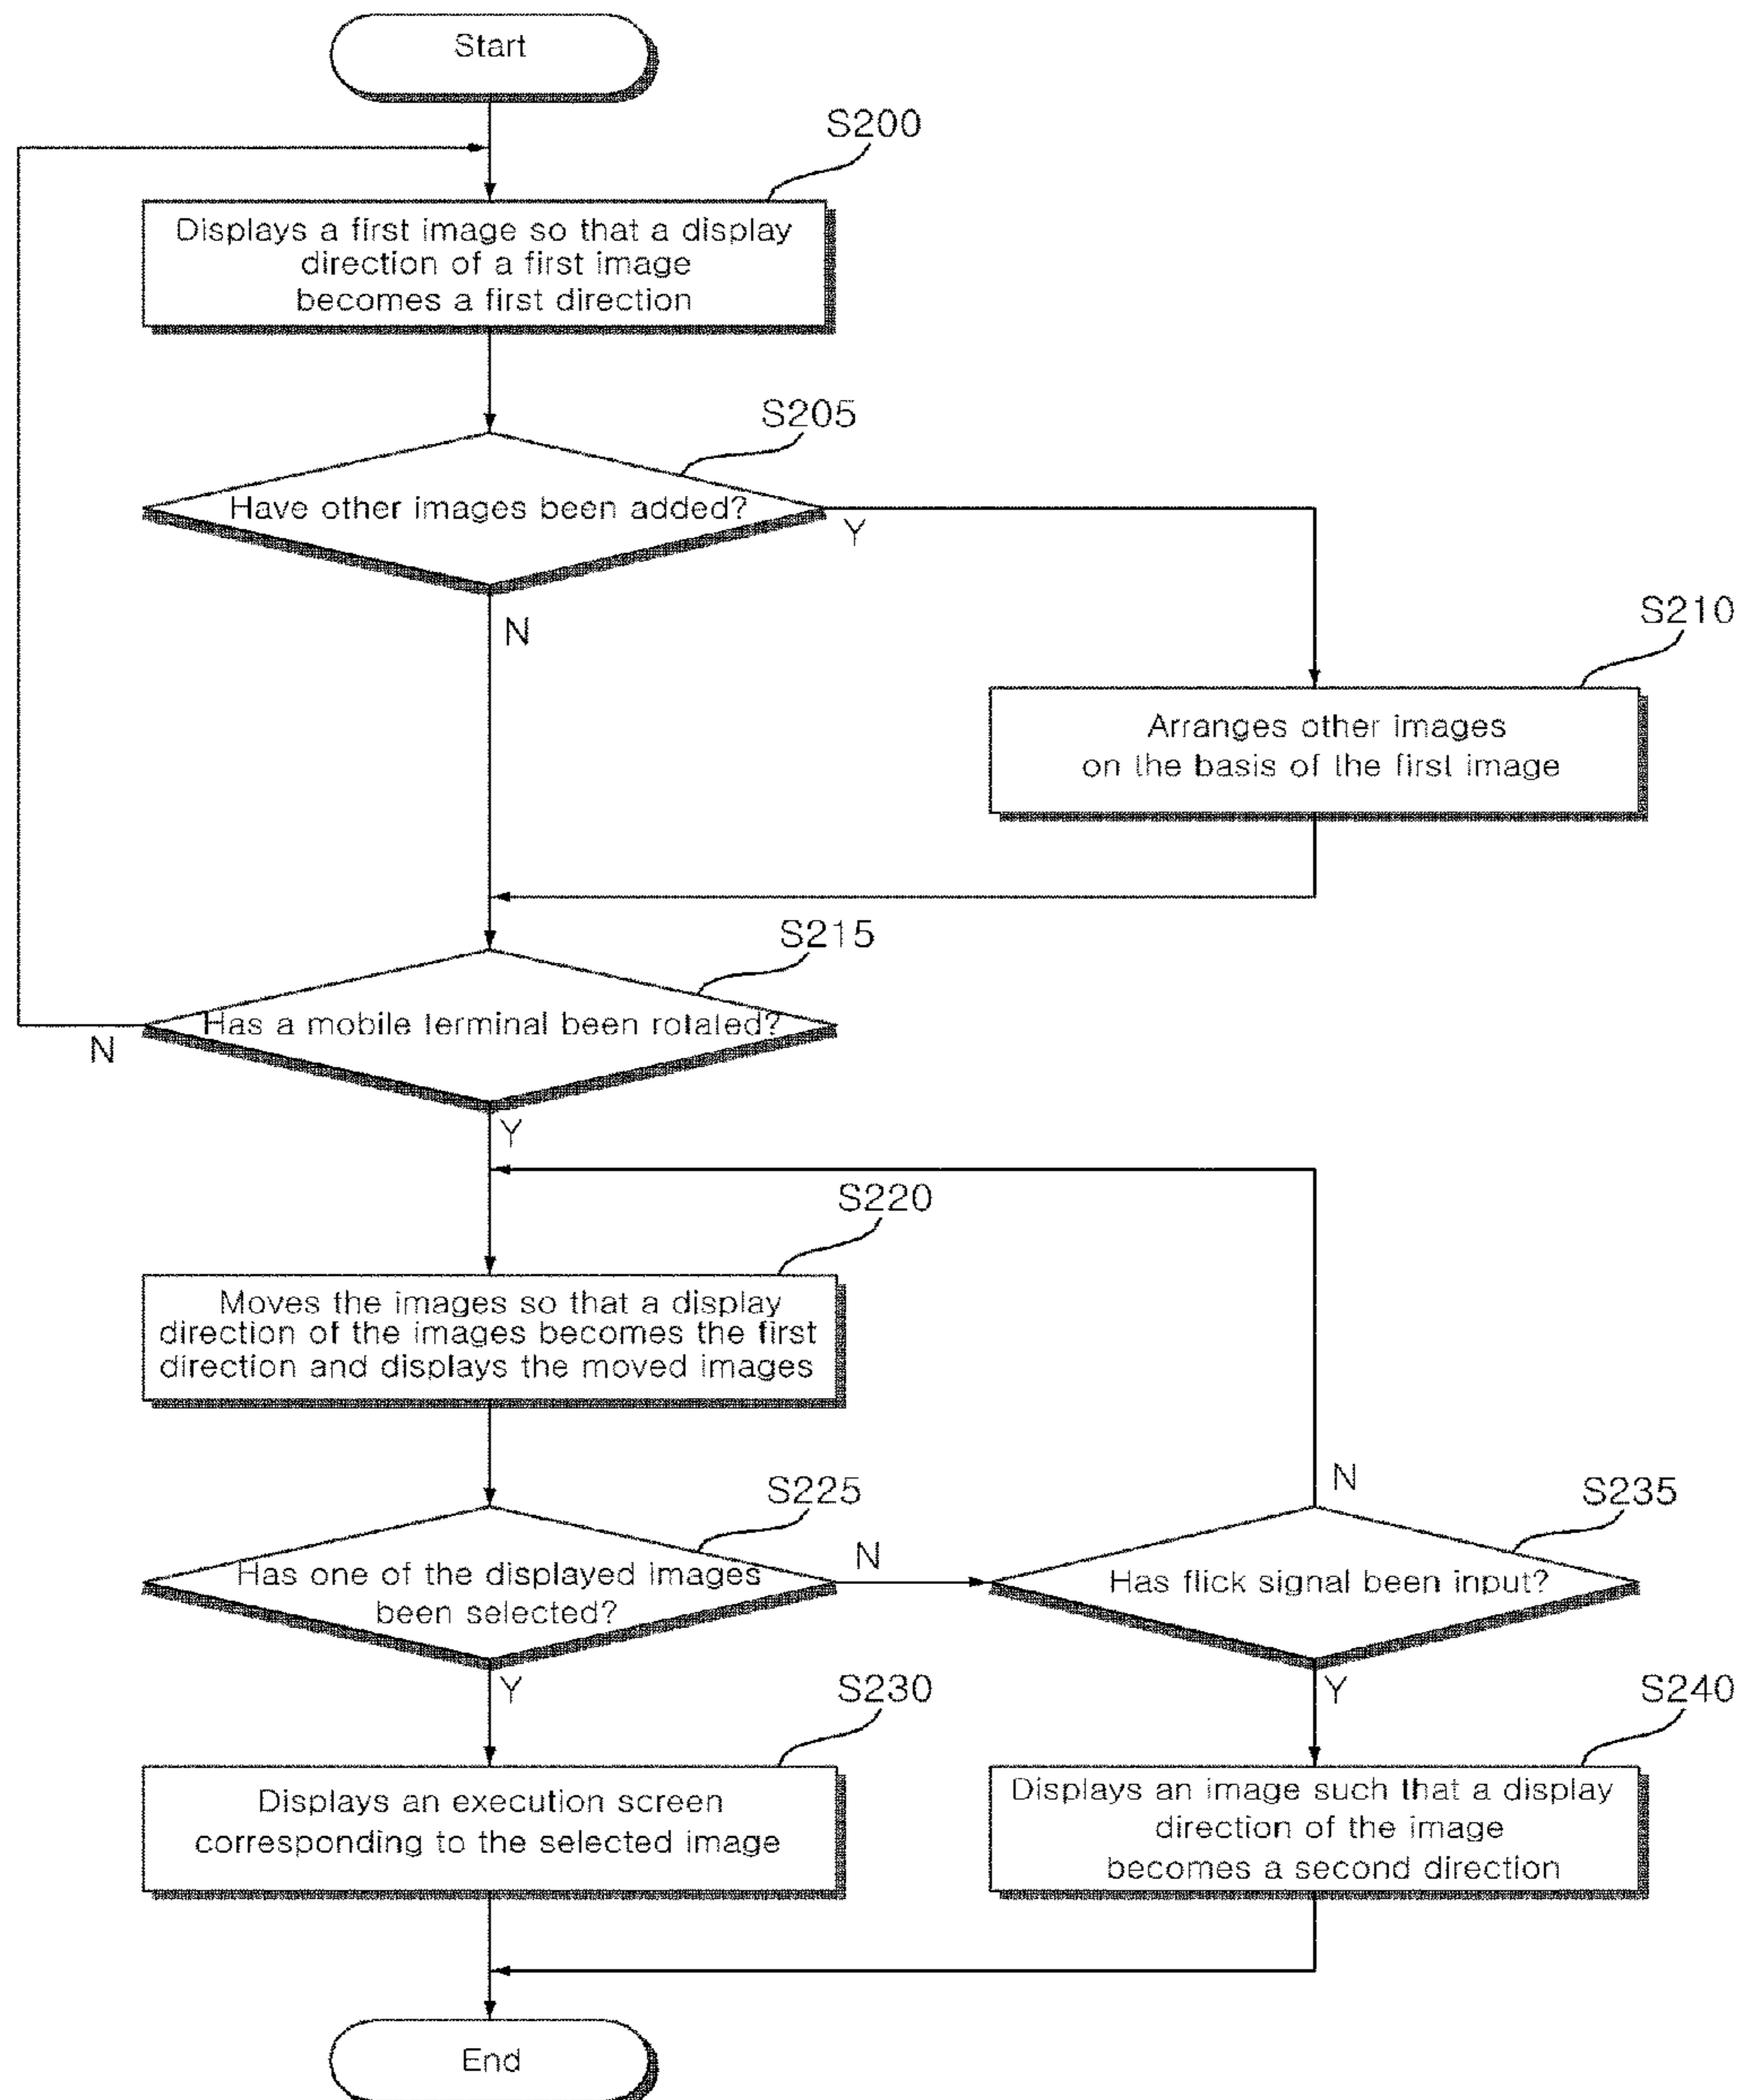 Start
S200
Displays a first image so that a display
direction of a first image
becomes a first direction
S205
Have other images been added?
Y
N
S210
Arranges other images
on the basis of the first image
S215
Has a mobile terminal been rotated?
N
Y
S220
Moves the images so that a display
direction of the images becomes the first
direction and displays the moved images
S225
Has one of the displayed images
been selected?
N
Y
S235
Has flick signal been input?
N
Y
S230
Displays an execution screen
corresponding to the selected image
S240
Displays an image such that a display
direction of the image
becomes a second direction
End